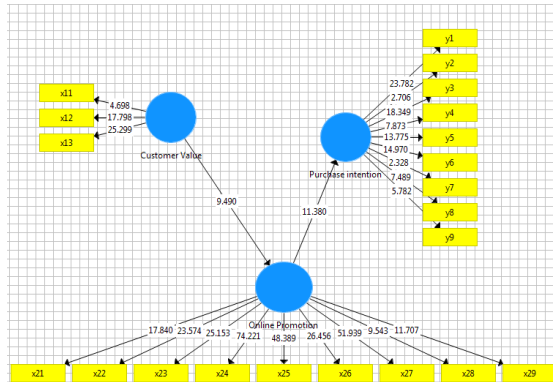 y1
y2
y3
y4
y5
y6
y7
y8
y9
23.782
2.706
18.349
7.873
13.775
14.970
2.328
7.489
5.782
x11
x12
x13
4.698
17.798
25.299
Customer Value
Purchase intention
9.490
11.380
Online Promotion
17.840
23.574
25.153
74.221
48.389
26.456
51.939
9.543
11.707
x21
x22
x23
x24
x25
x26
x27
x28
x29